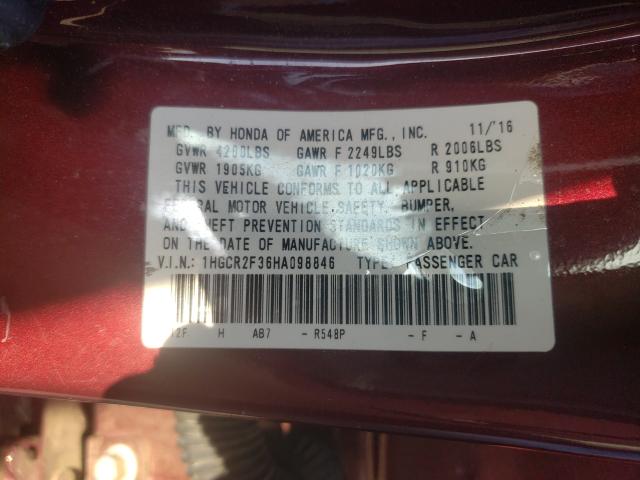 MFD. BY HONDA OF AMERICA MFG., INC. 11/'16
GVWR 4200LBS GAWR F 2249LBS R 2006LBS
GVWR 1905KG GAWR F 1020KG R 910KG
THIS VEHICLE CONFORMS TO ALL APPLICABLE
FEDERAL MOTOR VEHICLE SAFETY, BUMPER,
AND THEFT PREVENTION STANDARDS IN EFFECT
ON THE DATE OF MANUFACTURE SHOWN ABOVE.
V.I.N.: 1HGCR2F36HA098846 TYPE: PASSENGER CAR
12F H AB7 - R548P - F - A